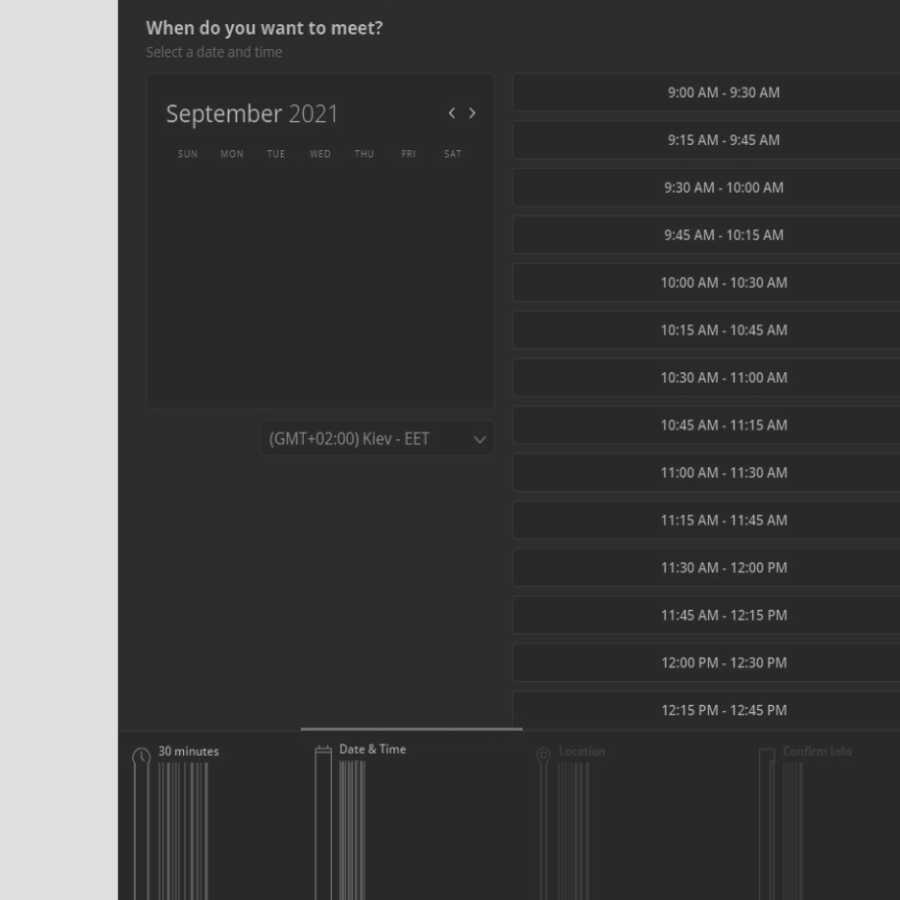 When do you want to meet?
Select a date and time
September 2021
SUN MON TUE WED THU FRI SAT
(GMT+02:00) Kiev - EET
9:00 AM - 9:30 AM
9:15 AM - 9:45 AM
9:30 AM - 10:00 AM
9:45 AM - 10:15 AM
10:00 AM - 10:30 AM
10:15 AM - 10:45 AM
10:30 AM - 11:00 AM
10:45 AM - 11:15 AM
11:00 AM - 11:30 AM
11:15 AM - 11:45 AM
11:30 AM - 12:00 PM
11:45 AM - 12:15 PM
12:00 PM - 12:30 PM
12:15 PM - 12:45 PM
30 minutes
Date & Time
Location
Confirm Info